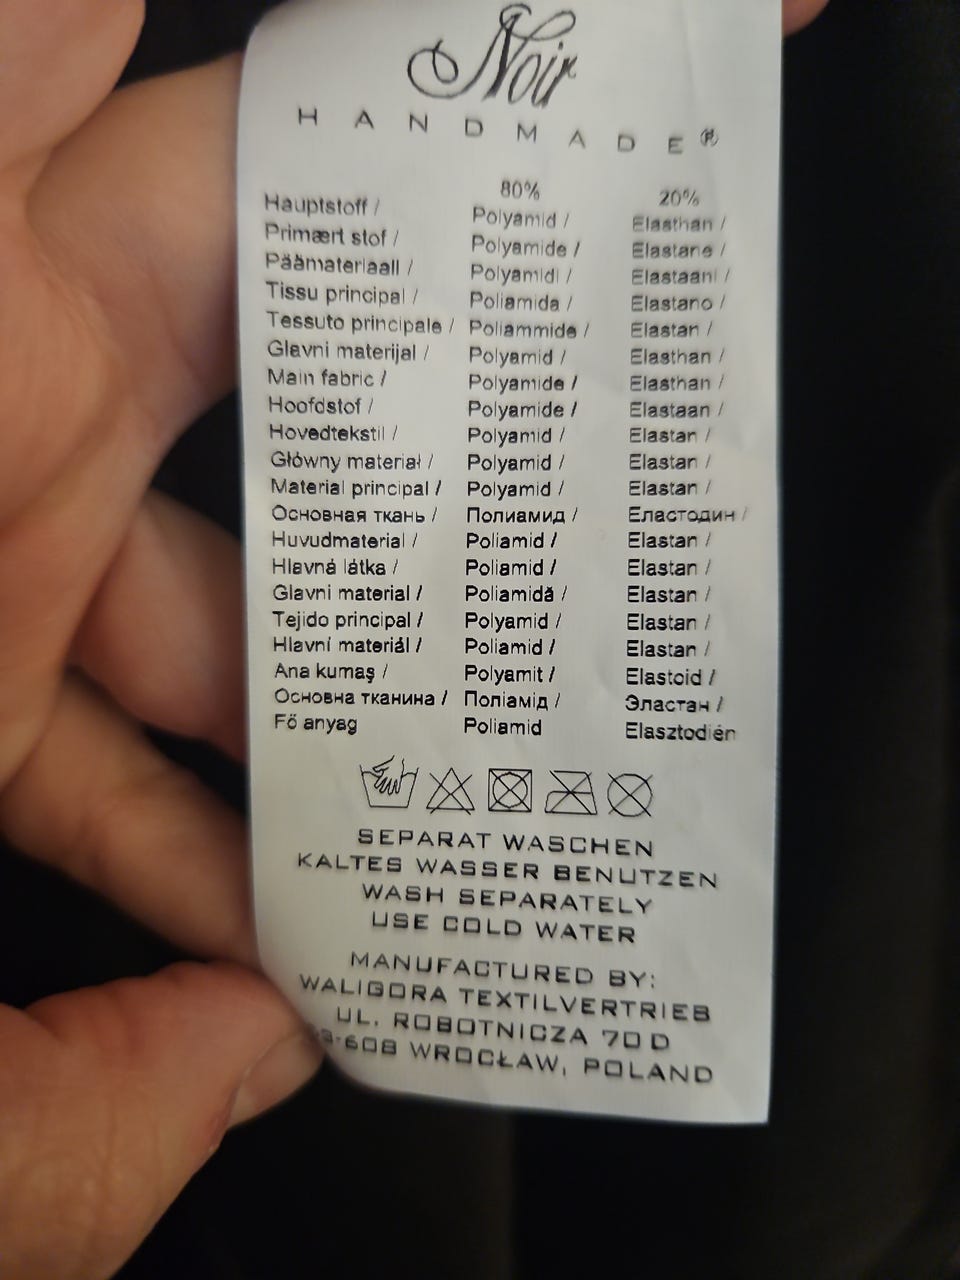 Noir
HANDMADE®
80% 20%
Hauptstoff / Polyamid / Elasthan /
Primært stof / Polyamide / Elastane /
Päämateriaali / Polyamidi / Elastaani /
Tissu principal / Poliamida / Elastano /
Tessuto principale / Poliammide / Elastan /
Glavni materijal / Polyamid / Elasthan /
Main fabric / Polyamide / Elasthan /
Hoofdstof / Polyamide / Elastaan /
Hovedtekstil / Polyamid / Elastan /
Główny materiał / Polyamid / Elastan /
Material principal / Polyamid / Elastan /
Основная ткань / Полиамид / Еластодин /
Huvudmaterial / Poliamid / Elastan /
Hlavná látka / Poliamid / Elastan /
Glavni material / Poliamidă / Elastan /
Tejido principal / Polyamid / Elastan /
Hlavní materiál / Poliamid / Elastan /
Ana kumaş / Polyamit / Elastoid /
Основна тканина / Поліамід / Эластан /
Fő anyag Poliamid Elasztodién
SEPARAT WASCHEN
KALTES WASSER BENUTZEN
WASH SEPARATELY
USE COLD WATER
MANUFACTURED BY:
WALIGORA TEXTILVERTRIEB
UL. ROBOTNICZA 70 D
3-608 WROCŁAW, POLAND